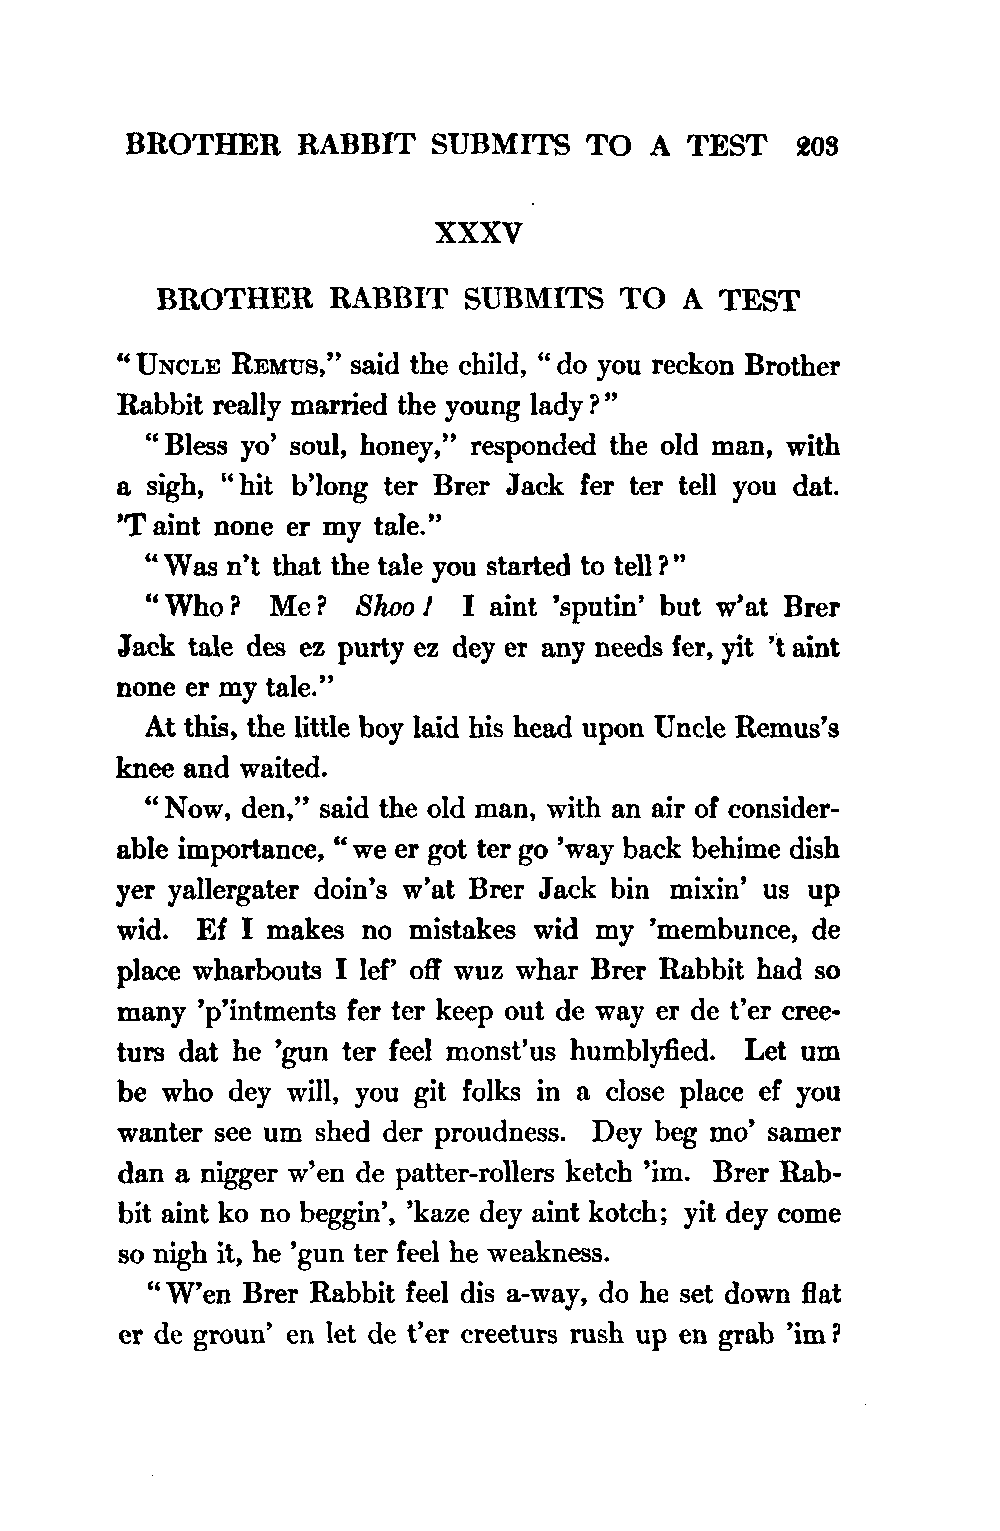 BROTHER RABBIT SUBMITS TO A TEST 203
XXXV
BROTHER RABBIT SUBMITS TO A TEST
“UNCLE REMUS,” said the child, “do you reckon Brother
Rabbit really married the young lady?”
“Bless yo’ soul, honey,” responded the old man, with
a sigh, “hit b’long ter Brer Jack fer ter tell you dat.
’T aint none er my tale.”
“Was n’t that the tale you started to tell?”
“Who? Me? Shoo! I aint ’sputin’ but w’at Brer
Jack tale des ez purty ez dey er any needs fer, yit ’t aint
none er my tale.”
At this, the little boy laid his head upon Uncle Remus’s
knee and waited.
“Now, den,” said the old man, with an air of consider-
able importance, “we er got ter go ’way back behime dish
yer yallergater doin’s w’at Brer Jack bin mixin’ us up
wid. Ef I makes no mistakes wid my ’membunce, de
place wharbouts I lef’ off wuz whar Brer Rabbit had so
many ’p’intments fer ter keep out de way er de t’er cree-
turs dat he ’gun ter feel monst’us humblyfied. Let um
be who dey will, you git folks in a close place ef you
wanter see um shed der proudness. Dey beg mo’ samer
dan a nigger w’en de patter-rollers ketch ’im. Brer Rab-
bit aint ko no beggin’, ’kaze dey aint kotch; yit dey come
so nigh it, he ’gun ter feel he weakness.
“W’en Brer Rabbit feel dis a-way, do he set down flat
er de groun’ en let de t’er creeturs rush up en grab ’im?